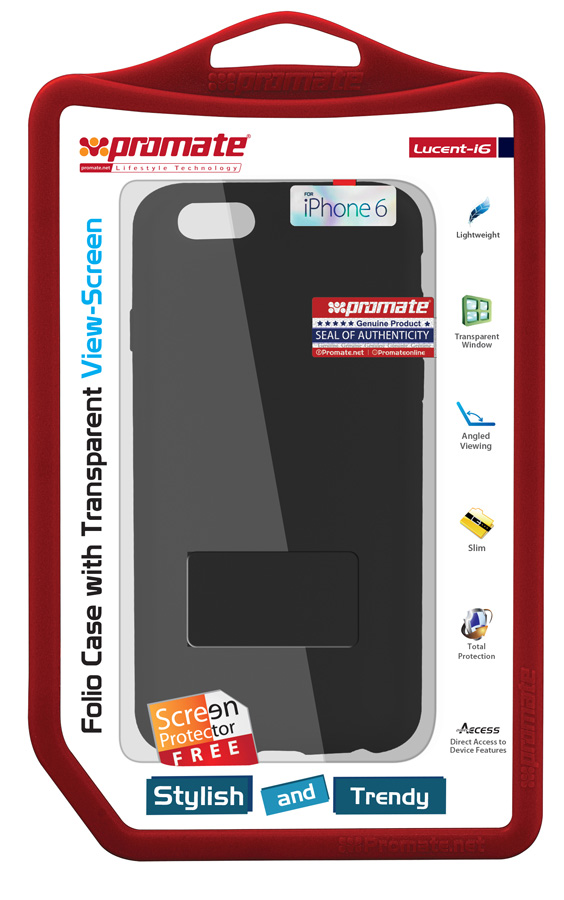 promate
promate®
promate.net Lifestyle Technology
Lucent-i6
FOR
iPhone 6
Folio Case with Transparent View-Screen
Lightweight
promate
Genuine Product
SEAL OF AUTHENTICITY
Promate.net | Promateonline
Transparent
Window
Angled
Viewing
Slim
Total
Protection
Access
Direct Access to
Device Features
Screen
Protector
FREE
Stylish and Trendy
promate
Promate.net